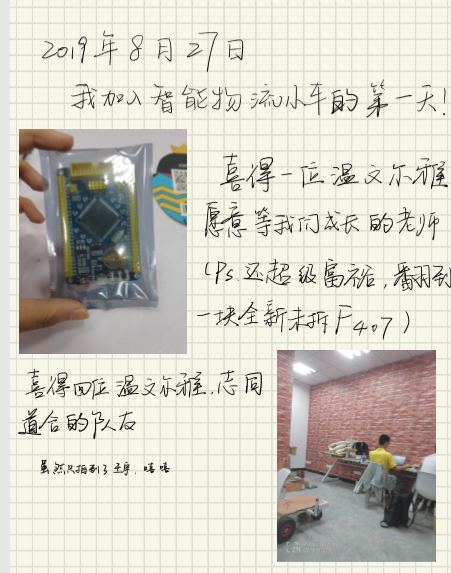 2019年8月27日
我加入智能物流小车的第一天!
喜得一位温文尔雅
愿意等我们成长的老师
(Ps.还超级富裕,翻到
一块全新未拆F407)
喜得四位温文尔雅,志同
道合的队友
虽然只拍到了
嘻嘻